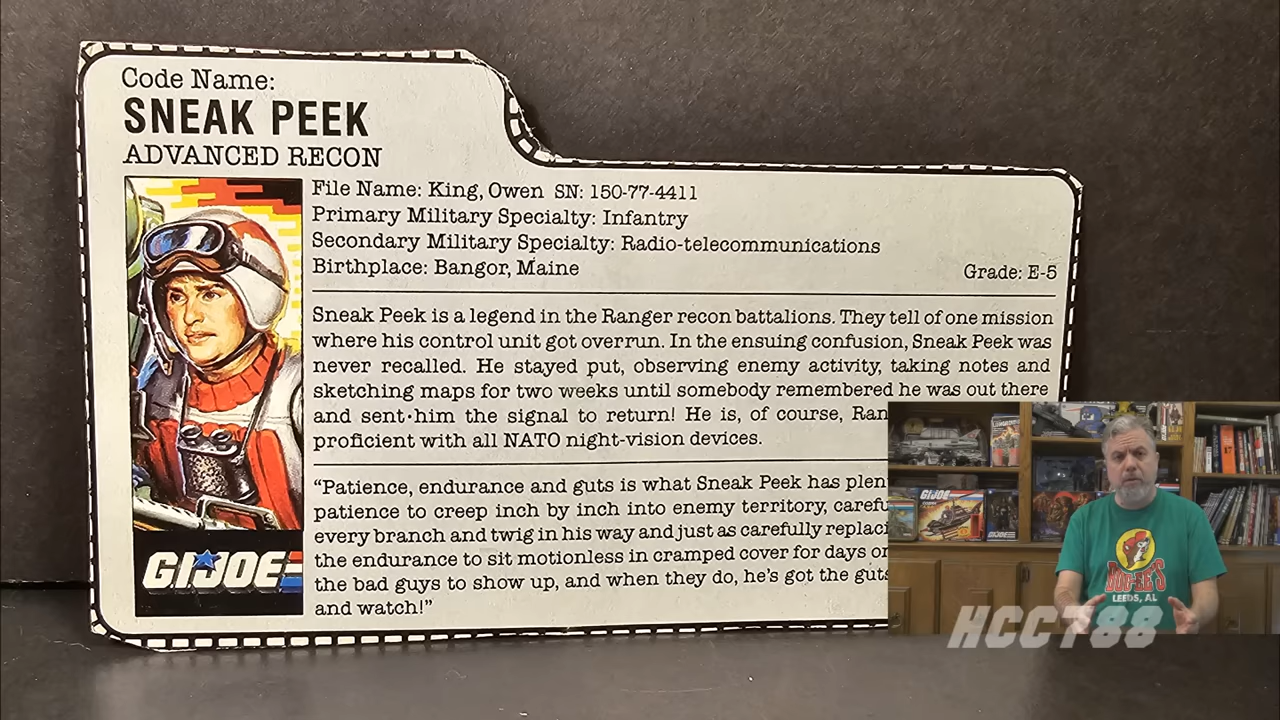 Code Name:
SNEAK PEEK
ADVANCED RECON
File Name: King, Owen SN: 150-77-4411
Primary Military Specialty: Infantry
Secondary Military Specialty: Radio-telecommunications
Birthplace: Bangor, Maine Grade: E-5
Sneak Peek is a legend in the Ranger recon battalions. They tell of one mission
where his control unit got overrun. In the ensuing confusion, Sneak Peek was
never recalled. He stayed put, observing enemy activity, taking notes and
sketching maps for two weeks until somebody remembered he was out there
and sent him the signal to return! He is, of course, Ran
proficient with all NATO night-vision devices.
"Patience, endurance and guts is what Sneak Peek has plen
patience to creep inch by inch into enemy territory, carefu
every branch and twig in his way and just as carefully replaci
the endurance to sit motionless in cramped cover for days on
the bad guys to show up, and when they do, he's got the guts
and watch!"
GI JOE
GI JOE
BUC-EE'S
LEEDS, AL
HCC788